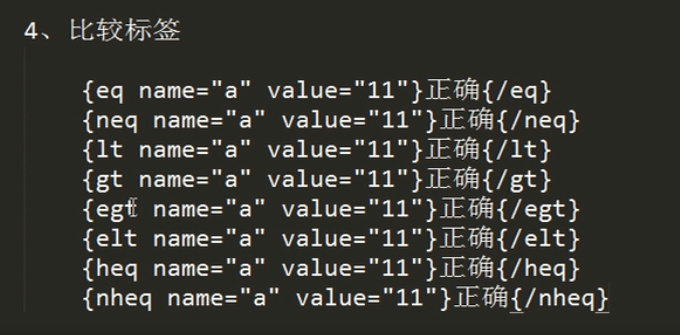 4、比较标签
{eq name="a" value="11"}正确{/eq}
{neq name="a" value="11"}正确{/neq}
{lt name="a" value="11"}正确{/lt}
{gt name="a" value="11"}正确{/gt}
{egt name="a" value="11"}正确{/egt}
{elt name="a" value="11"}正确{/elt}
{heq name="a" value="11"}正确{/heq}
{nheq name="a" value="11"}正确{/nheq}